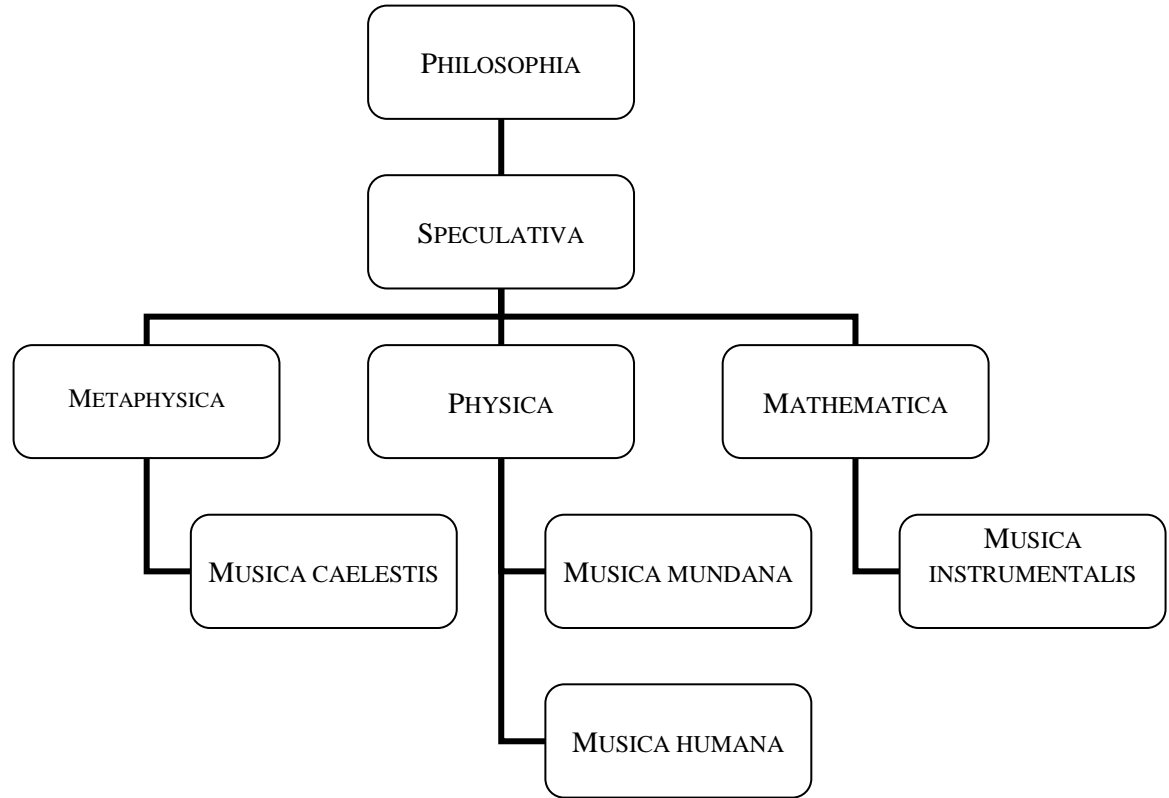 PHILOSOPHIA
SPECULATIVA
METAPHYSICA
PHYSICA
MATHEMATICA
MUSICA CAELESTIS
MUSICA MUNDANA
MUSICA
INSTRUMENTALIS
MUSICA HUMANA